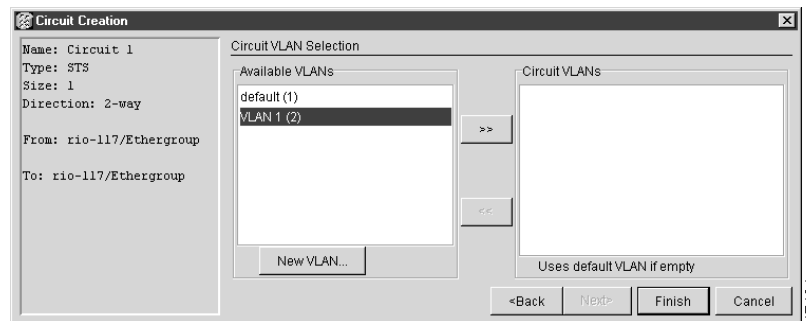 Circuit Creation
Name: Circuit 1
Type: STS
Size: 1
Direction: 2-way
From: rio-117/Ethergroup
To: rio-117/Ethergroup
Circuit VLAN Selection
Available VLANs
default (1)
VLAN 1 (2)
New VLAN...
>>
<<
Circuit VLANs
Uses default VLAN if empty
<Back
Next>
Finish
Cancel